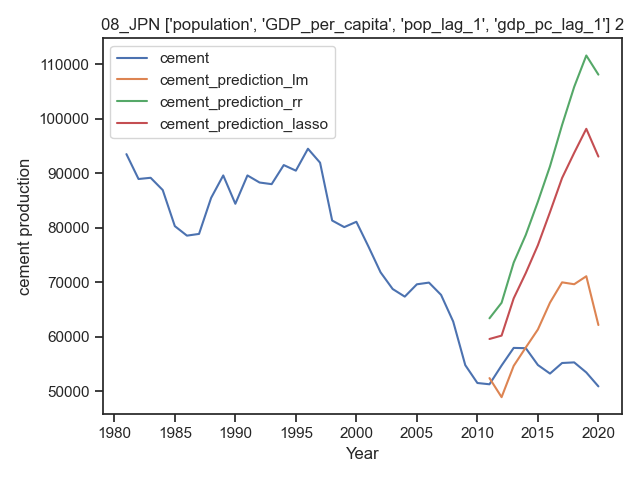 08_JPN ['population', 'GDP_per_capita', 'pop_lag_1', 'gdp_pc_lag_1'] 2
cement
cement_prediction_lm
cement_prediction_rr
cement_prediction_lasso
110000
100000
90000
80000
70000
60000
50000
cement production
1980 1985 1990 1995 2000 2005 2010 2015 2020
Year